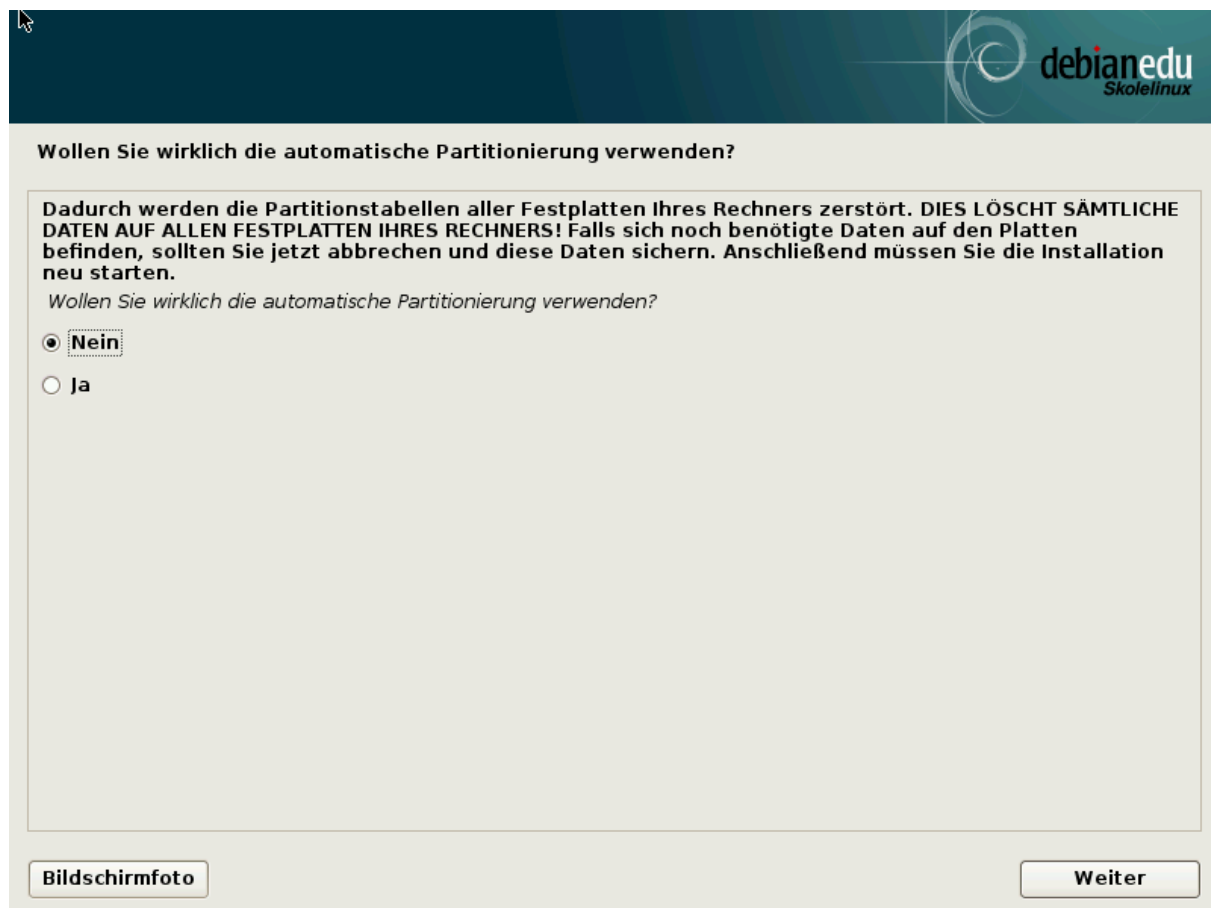 debianedu
Skolelinux
Wollen Sie wirklich die automatische Partitionierung verwenden?
Dadurch werden die Partitionstabellen aller Festplatten Ihres Rechners zerstört. DIES LÖSCHT SÄMTLICHE
DATEN AUF ALLEN FESTPLATTEN IHRES RECHNERS! Falls sich noch benötigte Daten auf den Platten
befinden, sollten Sie jetzt abbrechen und diese Daten sichern. Anschließend müssen Sie die Installation
neu starten.
Wollen Sie wirklich die automatische Partitionierung verwenden?
Nein
Ja
Bildschirmfoto
Weiter